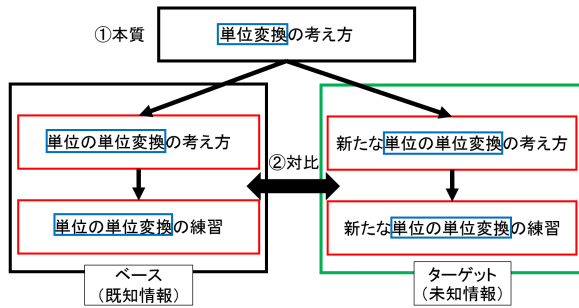 ①本質
単位変換の考え方
単位の単位変換の考え方
②対比
新たな単位の単位変換の考え方
単位の単位変換の練習
新たな単位の単位変換の練習
ベース
（既知情報）
ターゲット
（未知情報）